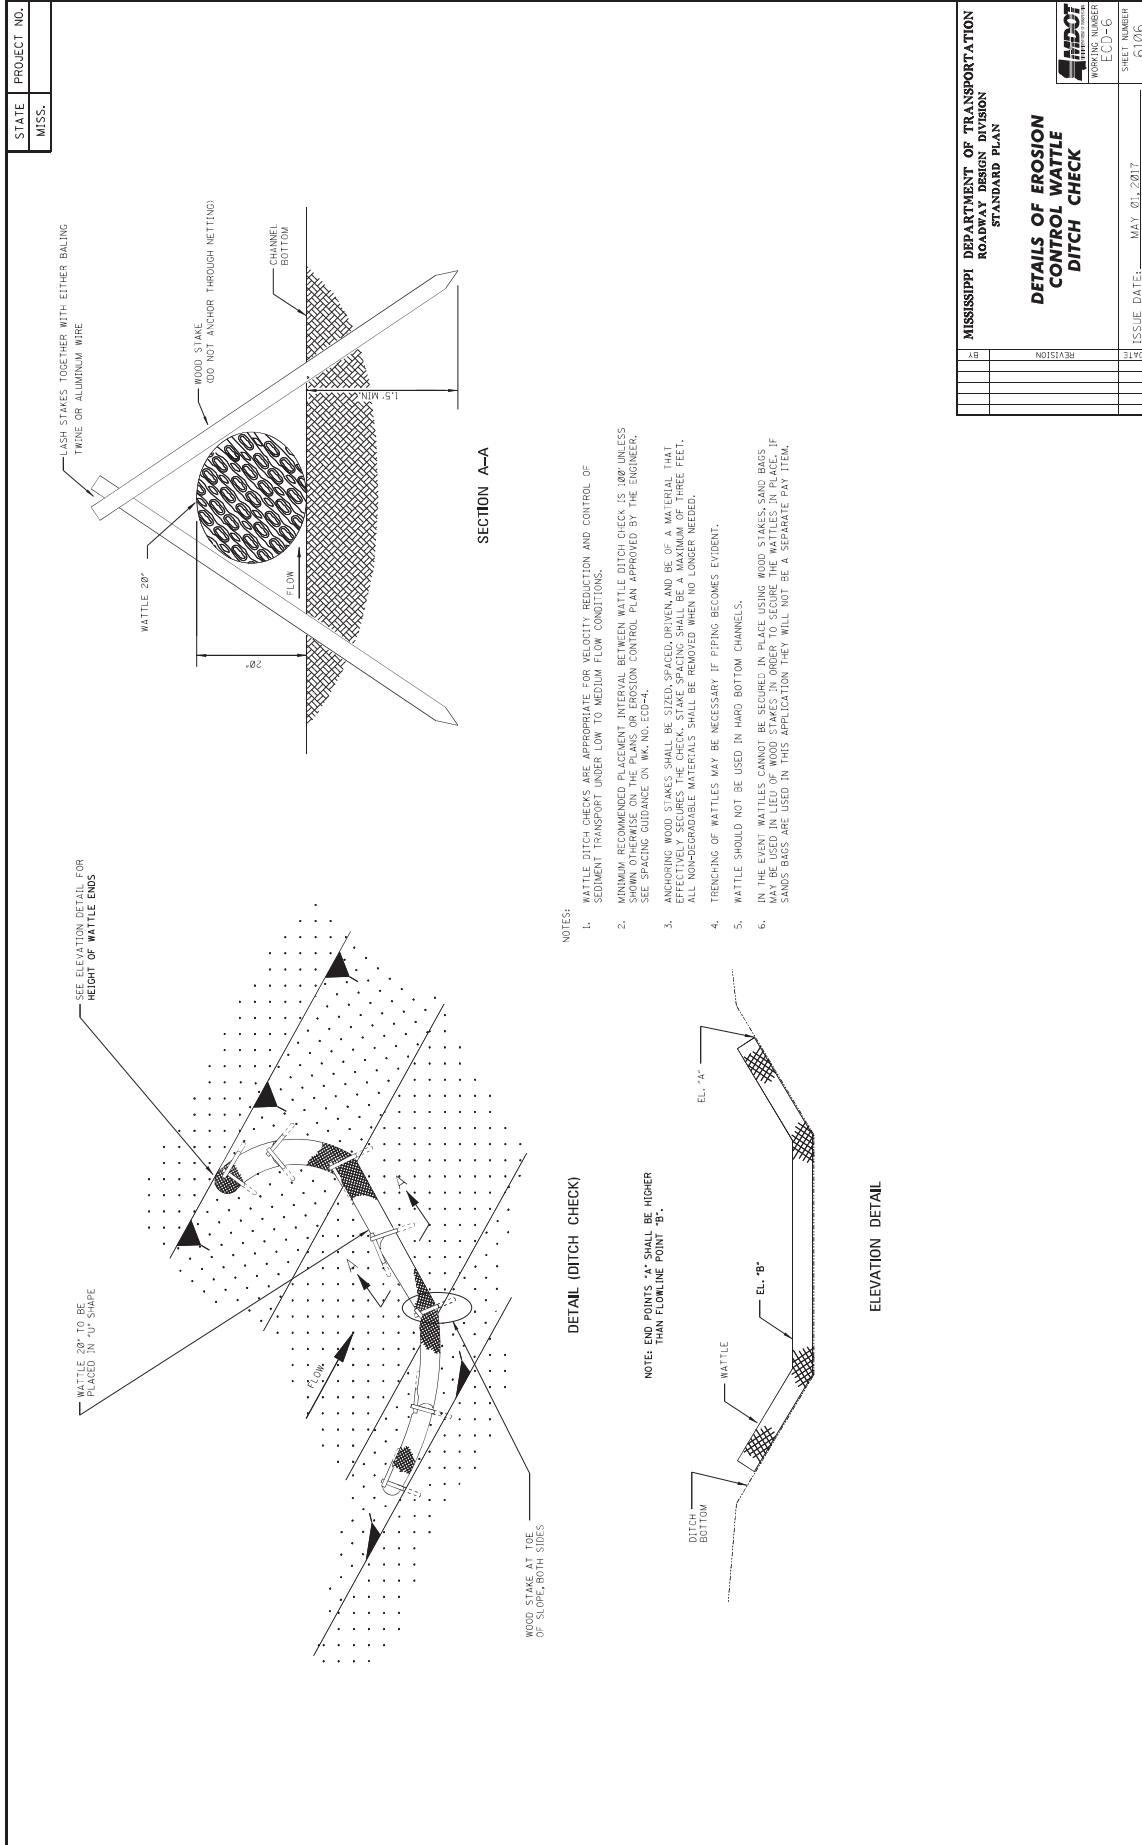 STATE PROJECT NO.
MISS.
SEE ELEVATION DETAIL FOR
HEIGHT OF WATTLE ENDS
WATTLE 20" TO BE
PLACED IN "U" SHAPE
FLOW
A
A
WOOD STAKE AT TOE
OF SLOPE, BOTH SIDES
DETAIL (DITCH CHECK)
LASH STAKES TOGETHER WITH EITHER BALING
TWINE OR ALUMINUM WIRE
WATTLE 20"
WOOD STAKE
(DO NOT ANCHOR THROUGH NETTING)
CHANNEL
BOTTOM
20"
FLOW
1.5' MIN.
SECTION A-A
NOTE: END POINTS "A" SHALL BE HIGHER
THAN FLOWLINE POINT "B".
DITCH
BOTTOM
WATTLE
EL. "B"
EL. "A"
ELEVATION DETAIL
NOTES:
1. WATTLE DITCH CHECKS ARE APPROPRIATE FOR VELOCITY REDUCTION AND CONTROL OF
SEDIMENT TRANSPORT UNDER LOW TO MEDIUM FLOW CONDITIONS.
2. MINIMUM RECOMMENDED PLACEMENT INTERVAL BETWEEN WATTLE DITCH CHECK IS 100' UNLESS
SHOWN OTHERWISE ON THE PLANS OR EROSION CONTROL PLAN APPROVED BY THE ENGINEER.
SEE SPACING GUIDANCE ON WK. NO. ECD-4.
3. ANCHORING WOOD STAKES SHALL BE SIZED, SPACED, DRIVEN, AND BE OF A MATERIAL THAT
EFFECTIVELY SECURES THE CHECK. STAKE SPACING SHALL BE A MAXIMUM OF THREE FEET.
ALL NON-DEGRADABLE MATERIALS SHALL BE REMOVED WHEN NO LONGER NEEDED.
4. TRENCHING OF WATTLES MAY BE NECESSARY IF PIPING BECOMES EVIDENT.
5. WATTLE SHOULD NOT BE USED IN HARD BOTTOM CHANNELS.
6. IN THE EVENT WATTLES CANNOT BE SECURED IN PLACE USING WOOD STAKES, SAND BAGS
MAY BE USED IN LIEU OF WOOD STAKES IN ORDER TO SECURE THE WATTLES IN PLACE. IF
SANDS BAGS ARE USED IN THIS APPLICATION THEY WILL NOT BE A SEPARATE PAY ITEM.
BY
REVISION
DATE
MISSISSIPPI DEPARTMENT OF TRANSPORTATION
ROADWAY DESIGN DIVISION
STANDARD PLAN
DETAILS OF EROSION
CONTROL WATTLE
DITCH CHECK
MDOT
WORKING NUMBER
ECD-6
SHEET NUMBER
6106
ISSUE DATE: MAY 01, 2017